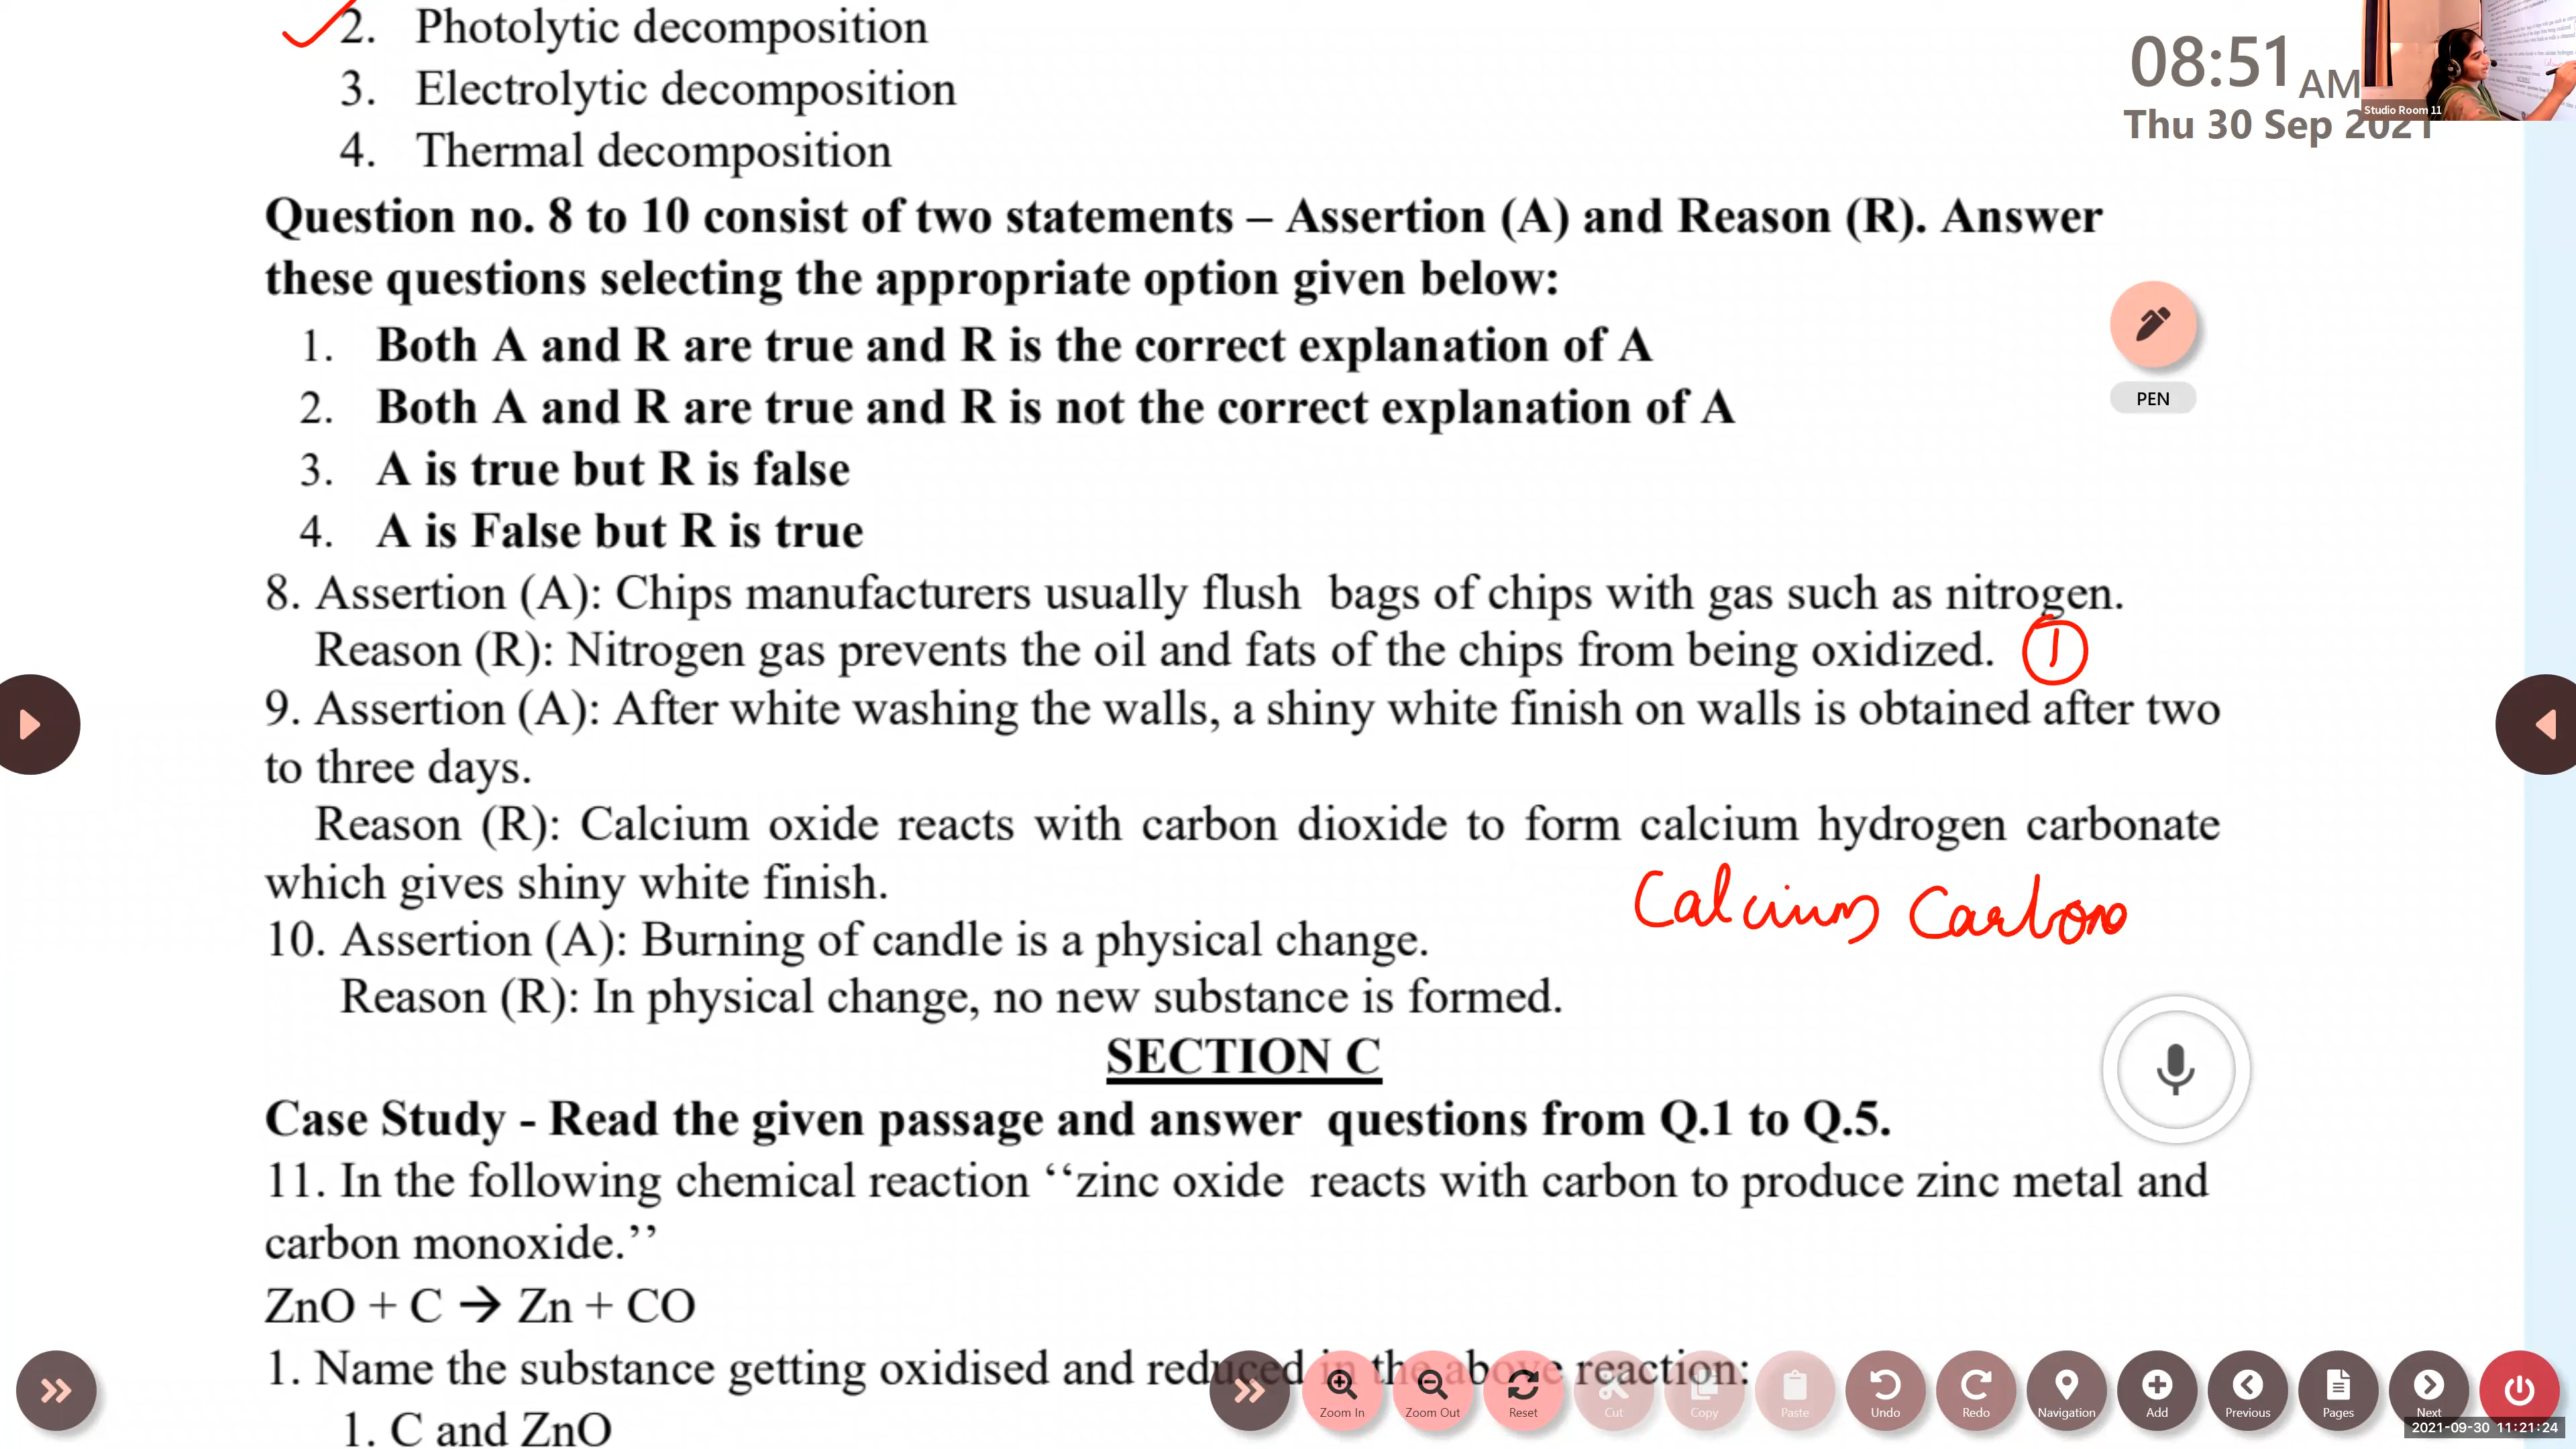 2. Photolytic decomposition
3. Electrolytic decomposition
4. Thermal decomposition
08:51 AM
Thu 30 Sep 2021
Studio Room 11
Question no. 8 to 10 consist of two statements – Assertion (A) and Reason (R). Answer
these questions selecting the appropriate option given below:
1. Both A and R are true and R is the correct explanation of A
2. Both A and R are true and R is not the correct explanation of A
3. A is true but R is false
4. A is False but R is true
PEN
8. Assertion (A): Chips manufacturers usually flush bags of chips with gas such as nitrogen.
Reason (R): Nitrogen gas prevents the oil and fats of the chips from being oxidized. 1
9. Assertion (A): After white washing the walls, a shiny white finish on walls is obtained after two
to three days.
Reason (R): Calcium oxide reacts with carbon dioxide to form calcium hydrogen carbonate
which gives shiny white finish.
Calcium Carbon
10. Assertion (A): Burning of candle is a physical change.
Reason (R): In physical change, no new substance is formed.
SECTION C
Case Study - Read the given passage and answer questions from Q.1 to Q.5.
11. In the following chemical reaction ‘‘zinc oxide reacts with carbon to produce zinc metal and
carbon monoxide.’’
ZnO + C → Zn + CO
1. Name the substance getting oxidised and reduced in the above reaction:
1. C and ZnO
Zoom In Zoom Out Reset Cut Copy Paste Undo Redo Navigation Add Previous Pages Next
2021-09-30 11:21:24